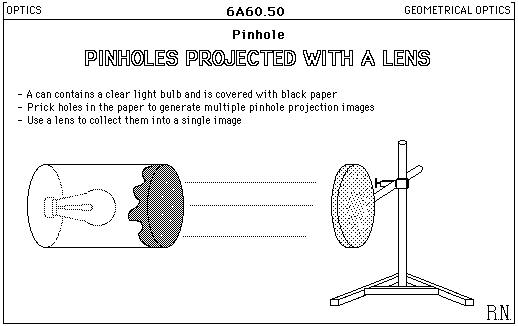 OPTICS 6A60.50 GEOMETRICAL OPTICS
Pinhole
PINHOLES PROJECTED WITH A LENS
- A can contains a clear light bulb and is covered with black paper
- Prick holes in the paper to generate multiple pinhole projection images
- Use a lens to collect them into a single image
R.N.